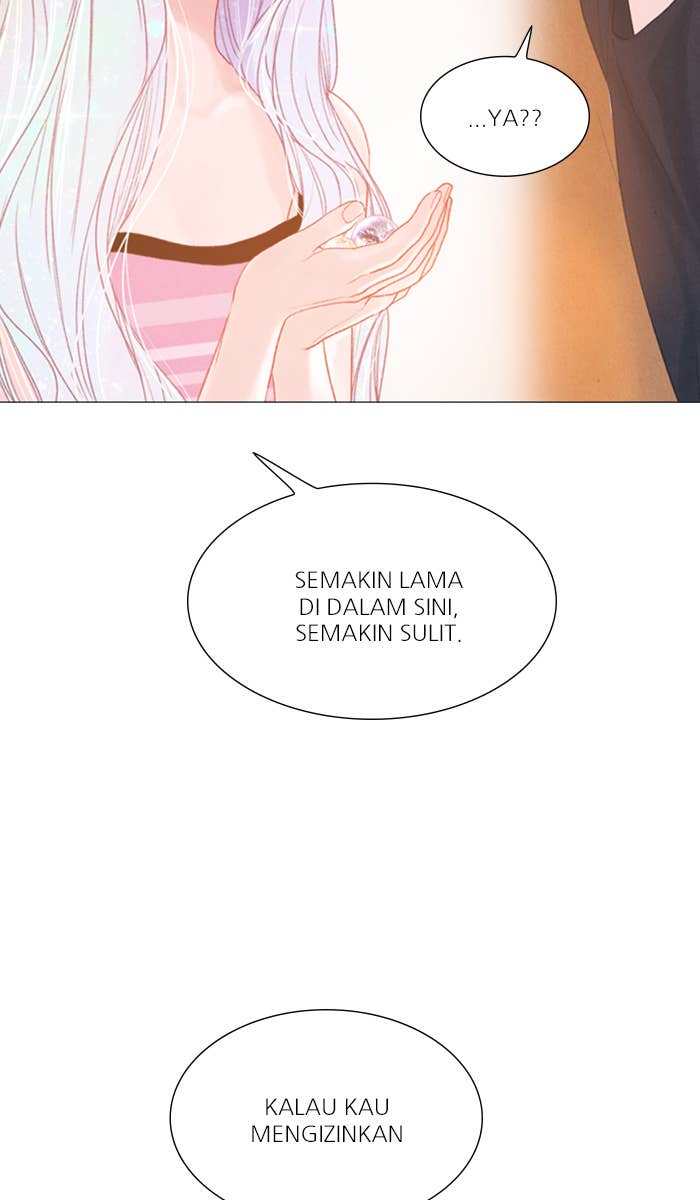 ...YA??
SEMAKIN LAMA
DI DALAM SINI,
SEMAKIN SULIT.
KALAU KAU
MENGIZINKAN